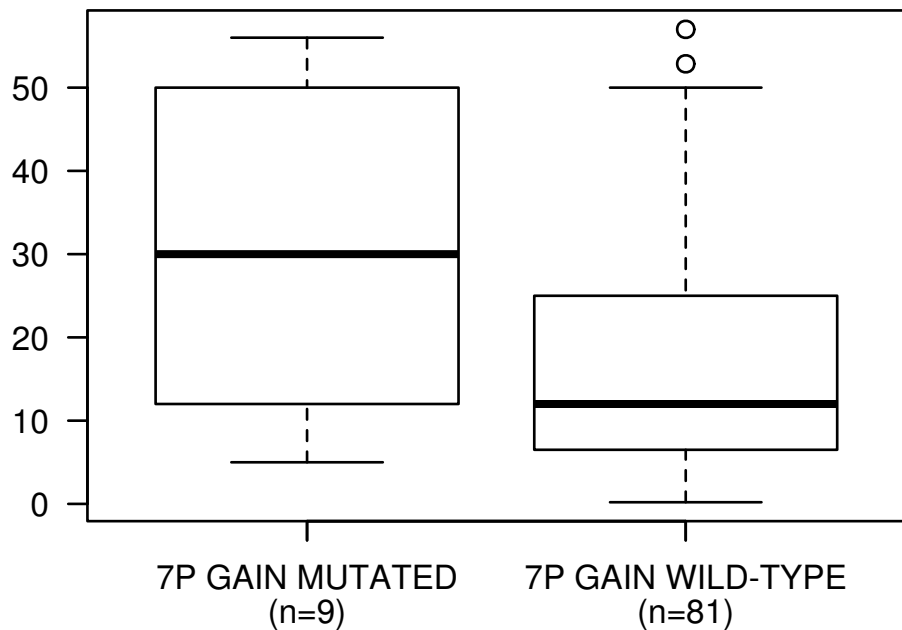 50
40
30
20
10
0
7P GAIN MUTATED
(n=9)
7P GAIN WILD-TYPE
(n=81)